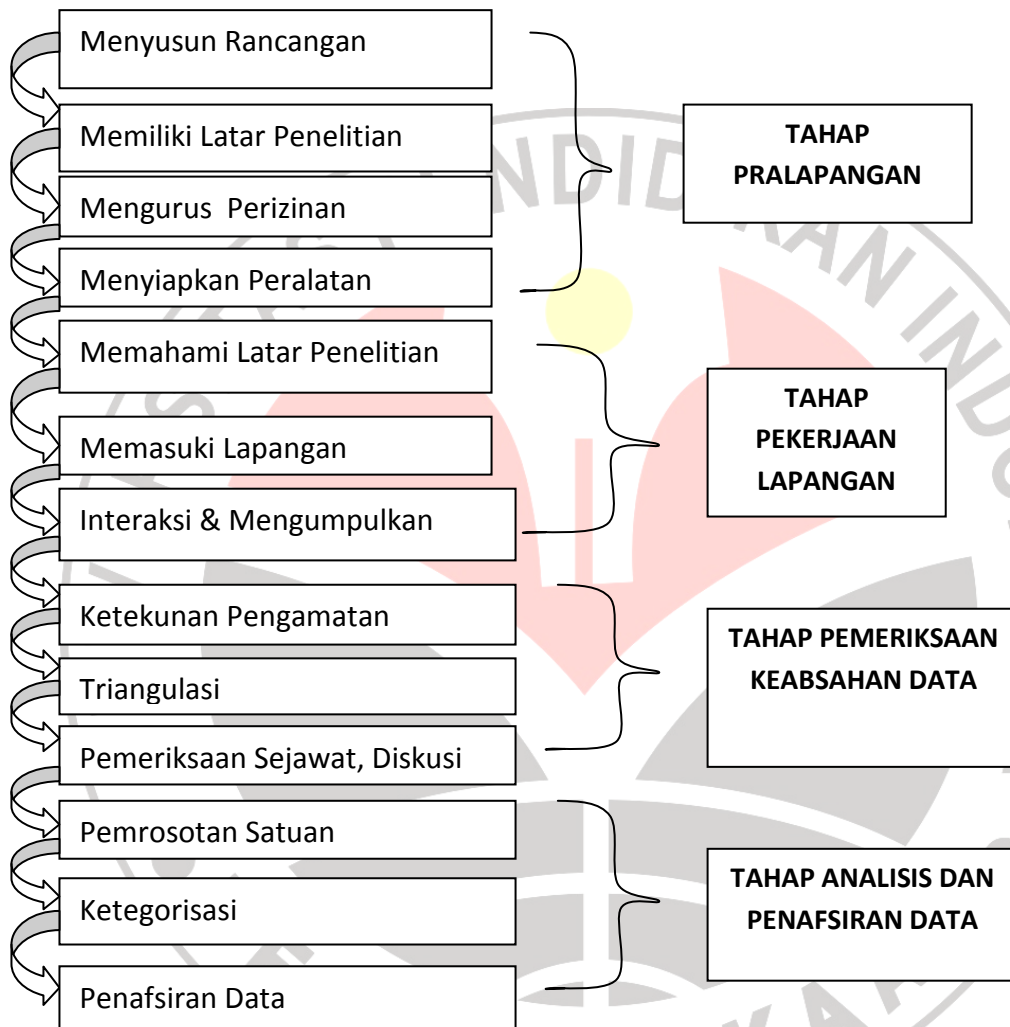 Menyusun Rancangan
Memiliki Latar Penelitian
Mengurus Perizinan
Menyiapkan Peralatan
TAHAP
PRALAPANGAN
Memahami Latar Penelitian
Memasuki Lapangan
Interaksi & Mengumpulkan
TAHAP
PEKERJAAN
LAPANGAN
Ketekunan Pengamatan
Triangulasi
Pemeriksaan Sejawat, Diskusi
TAHAP PEMERIKSAAN
KEABSAHAN DATA
Pemrosotan Satuan
Ketegorisasi
Penafsiran Data
TAHAP ANALISIS DAN
PENAFSIRAN DATA